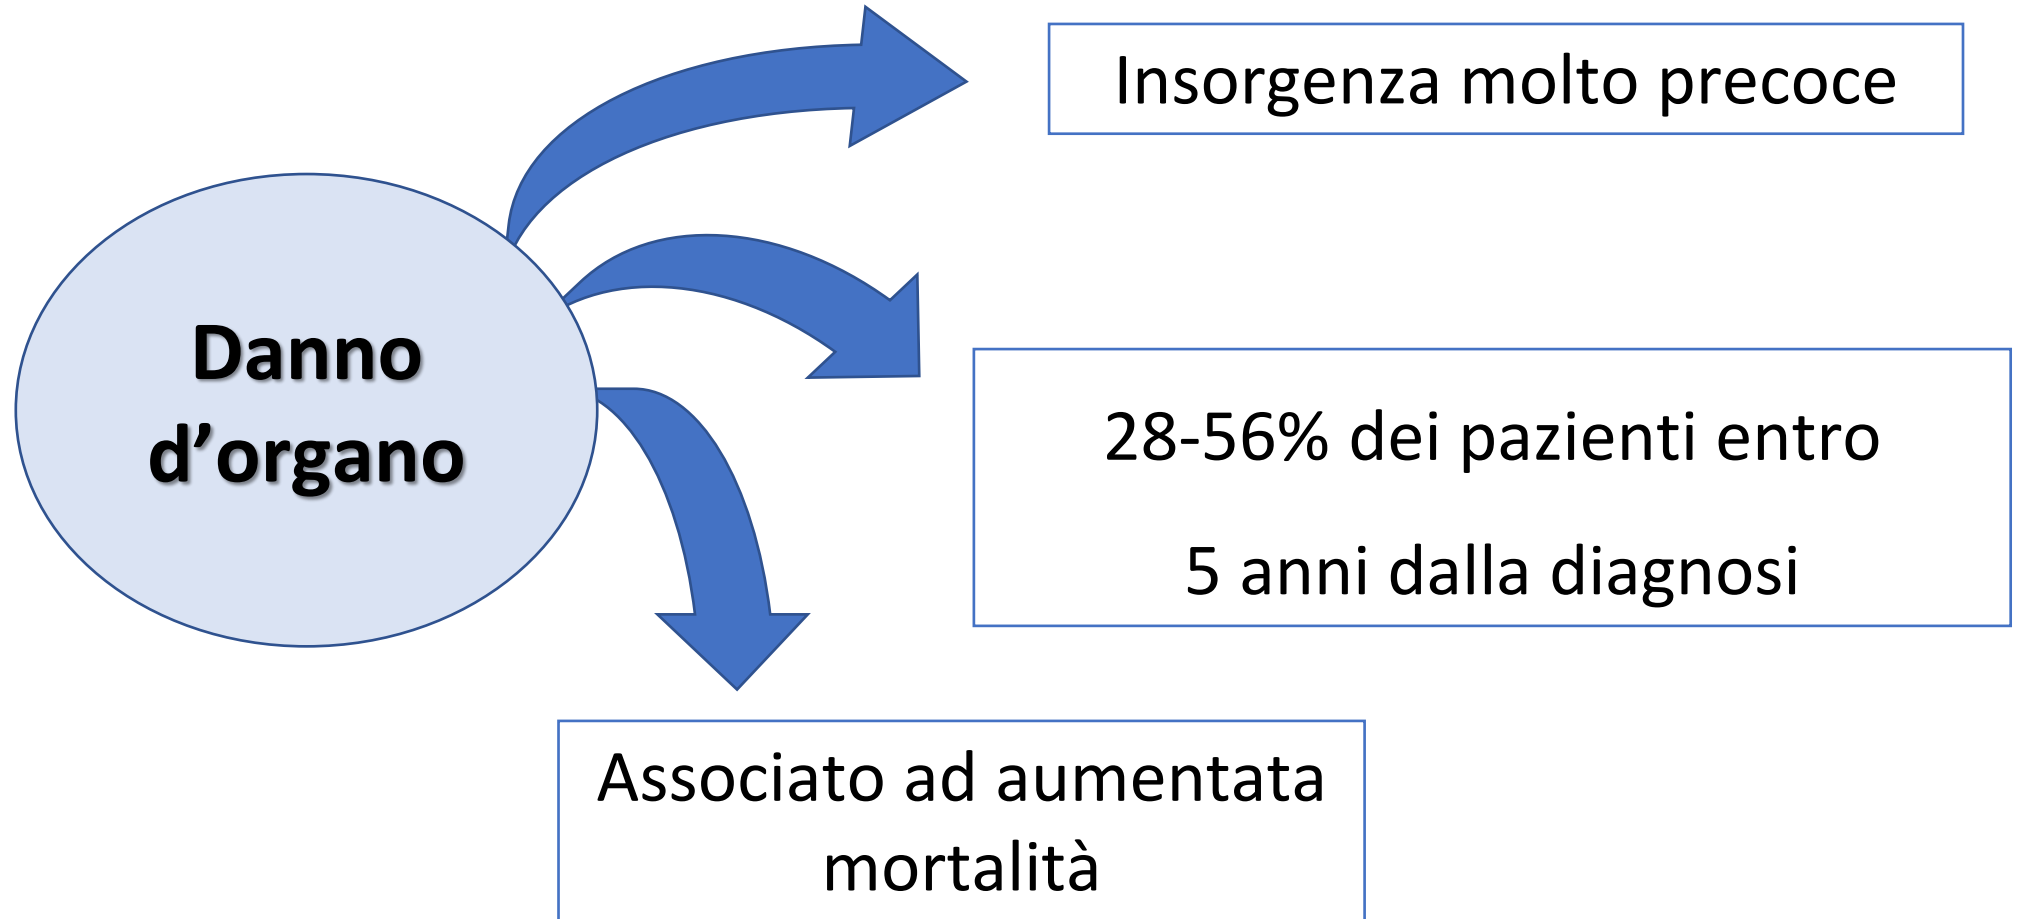 Danno
d’organo
Insorgenza molto precoce
28-56% dei pazienti entro
5 anni dalla diagnosi
Associato ad aumentata
mortalità